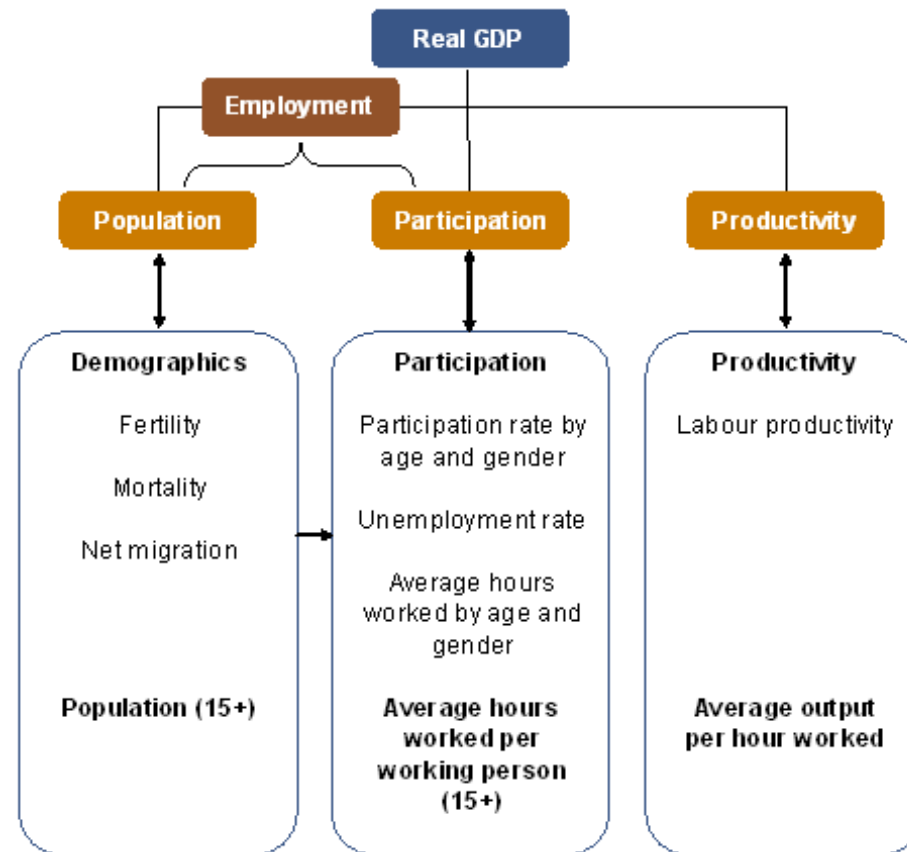 Real GDP
Employment
Population
Participation
Productivity
Demographics
Fertility
Mortality
Net migration
Population (15+)
Participation
Participation rate by
age and gender
Unemployment rate
Average hours
worked by age and
gender
Average hours
worked per
working person
(15+)
Productivity
Labour productivity
Average output
per hour worked